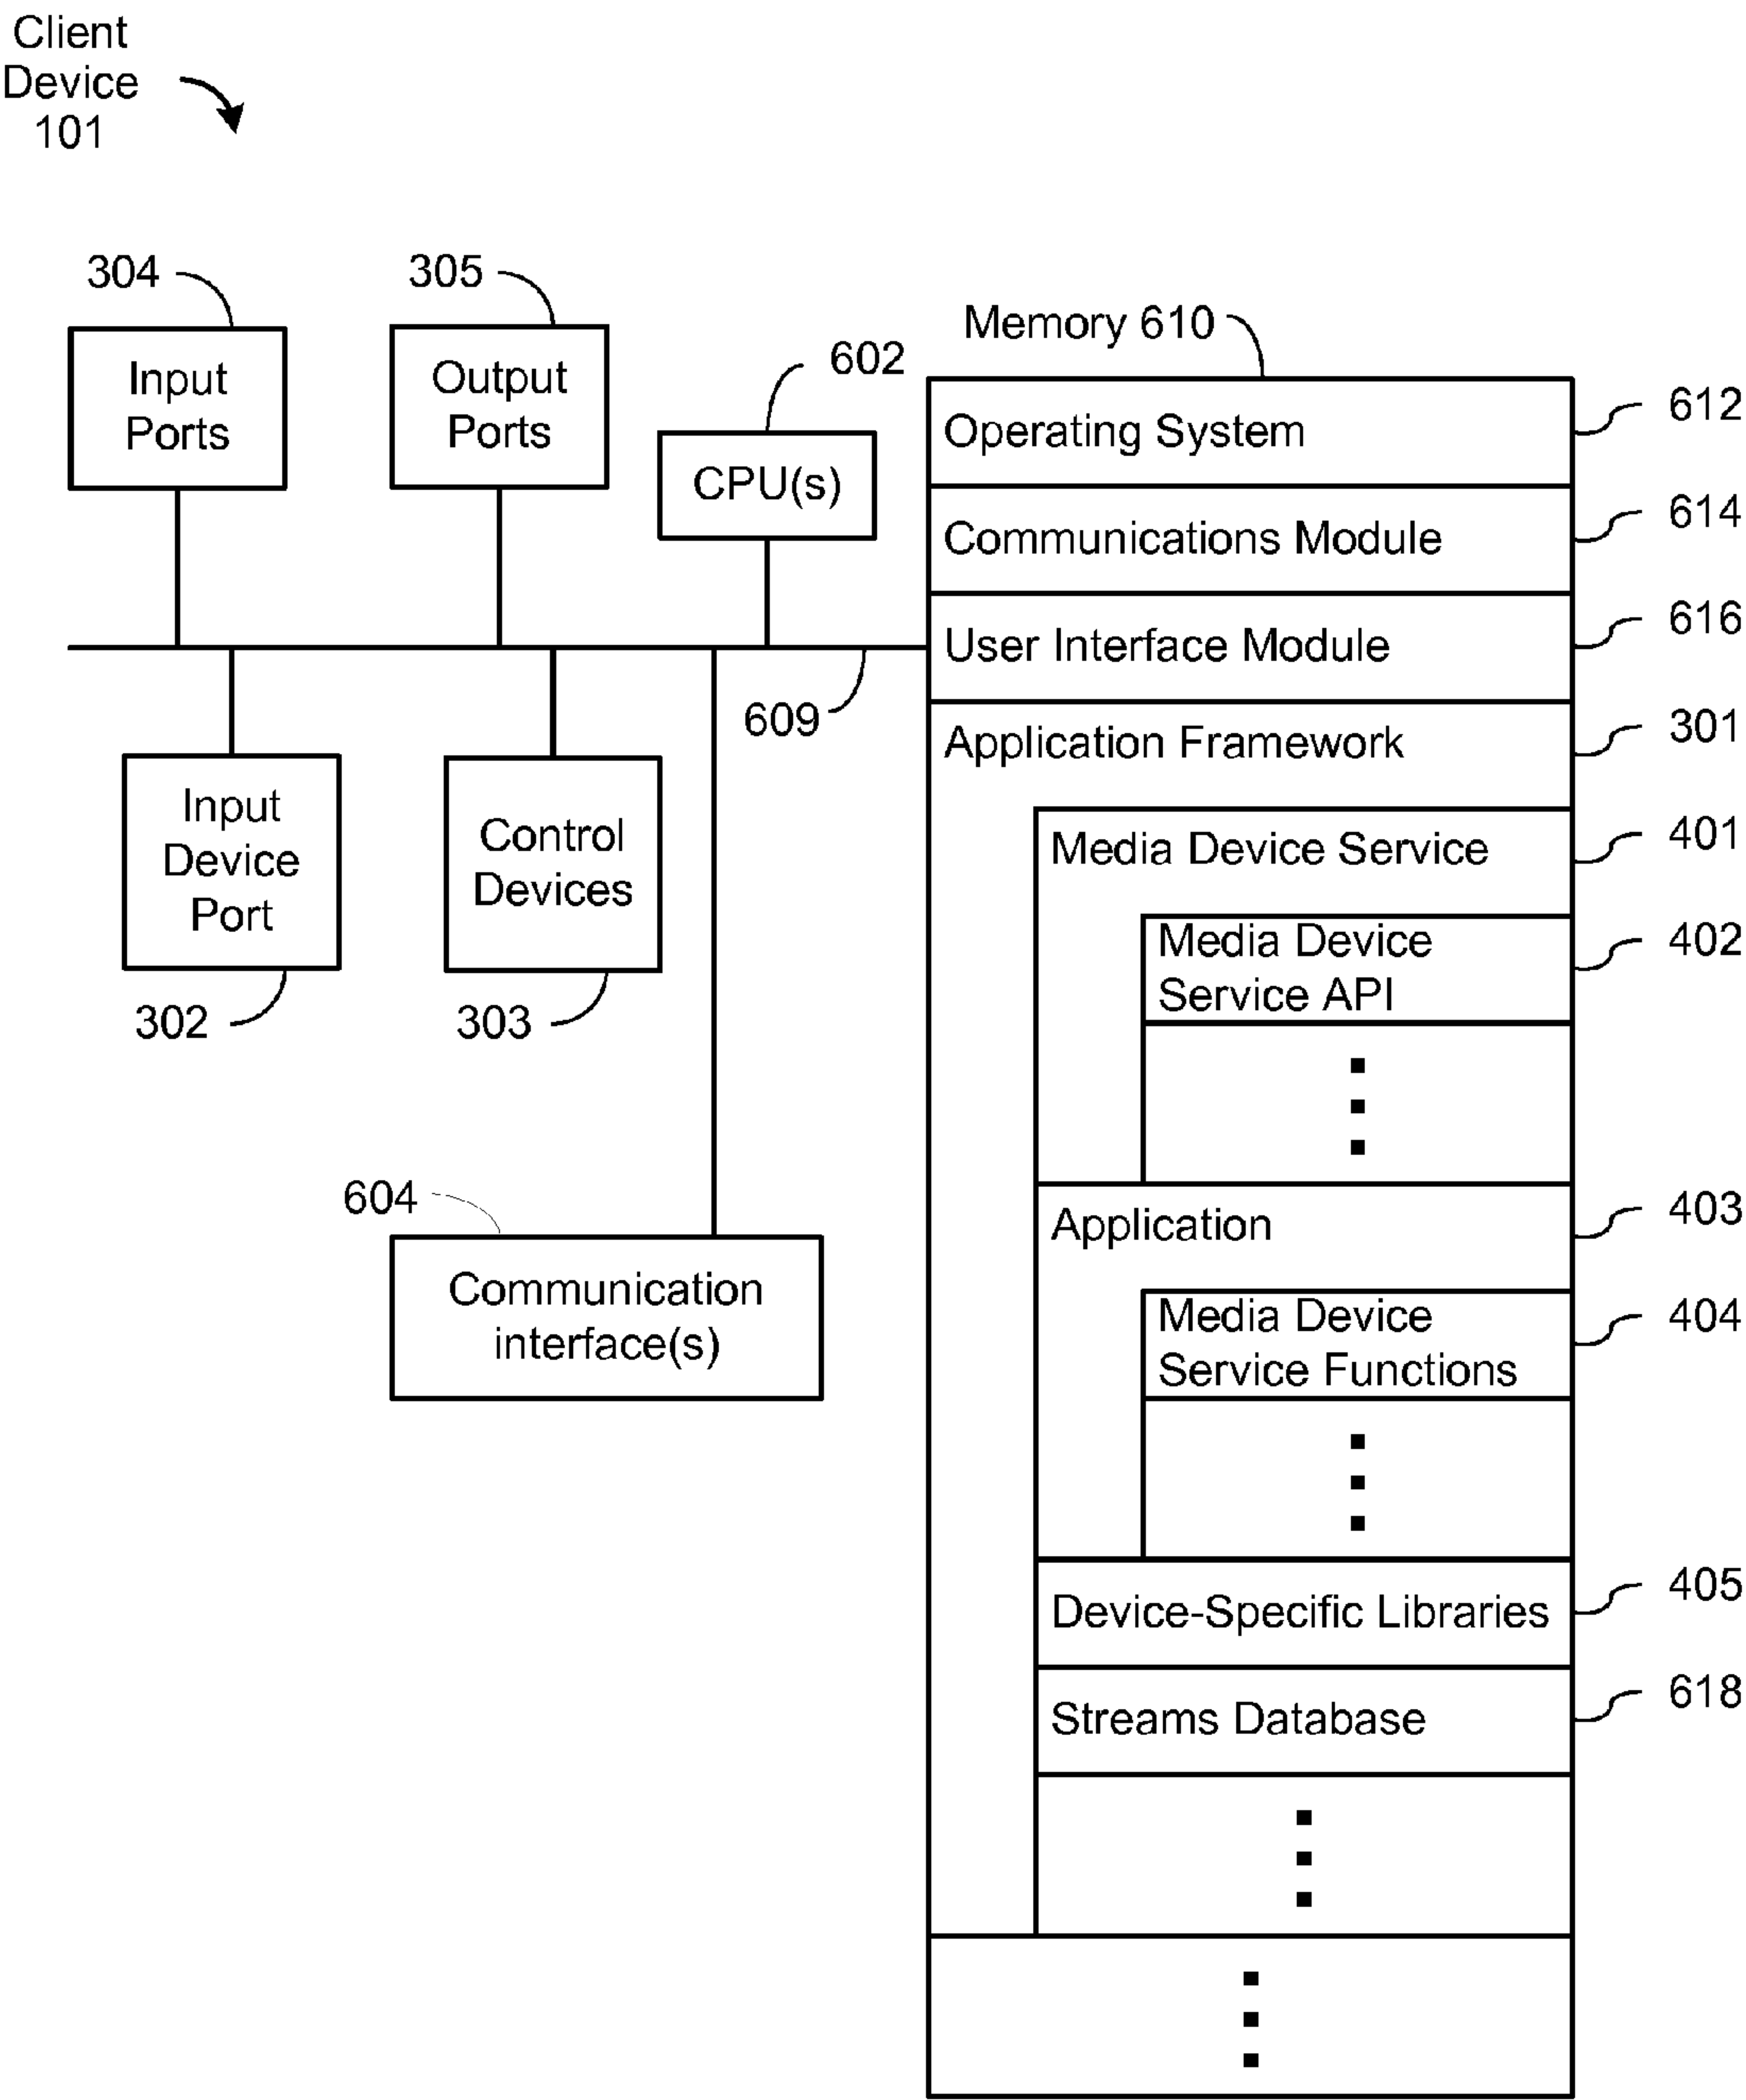 Client
Device
101
304
305
Input
Ports
Output
Ports
602
CPU(s)
609
Input
Device
Port
302
Control
Devices
303
604
Communication
interface(s)
Memory 610
Operating System
612
Communications Module
614
User Interface Module
616
Application Framework
301
Media Device Service
401
Media Device
Service API
402
Application
403
Media Device
Service Functions
404
Device-Specific Libraries
405
Streams Database
618